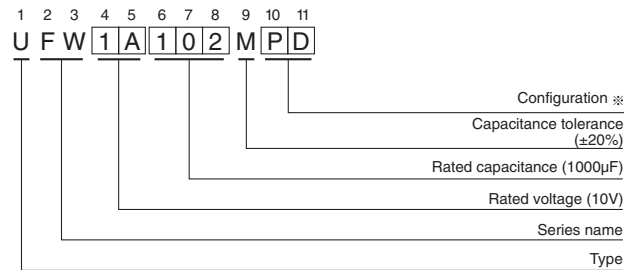 1 2 3 4 5 6 7 8 9 10 11
U F W 1 A 1 0 2 M P D
Configuration ※
Capacitance tolerance
(±20%)
Rated capacitance (1000µF)
Rated voltage (10V)
Series name
Type